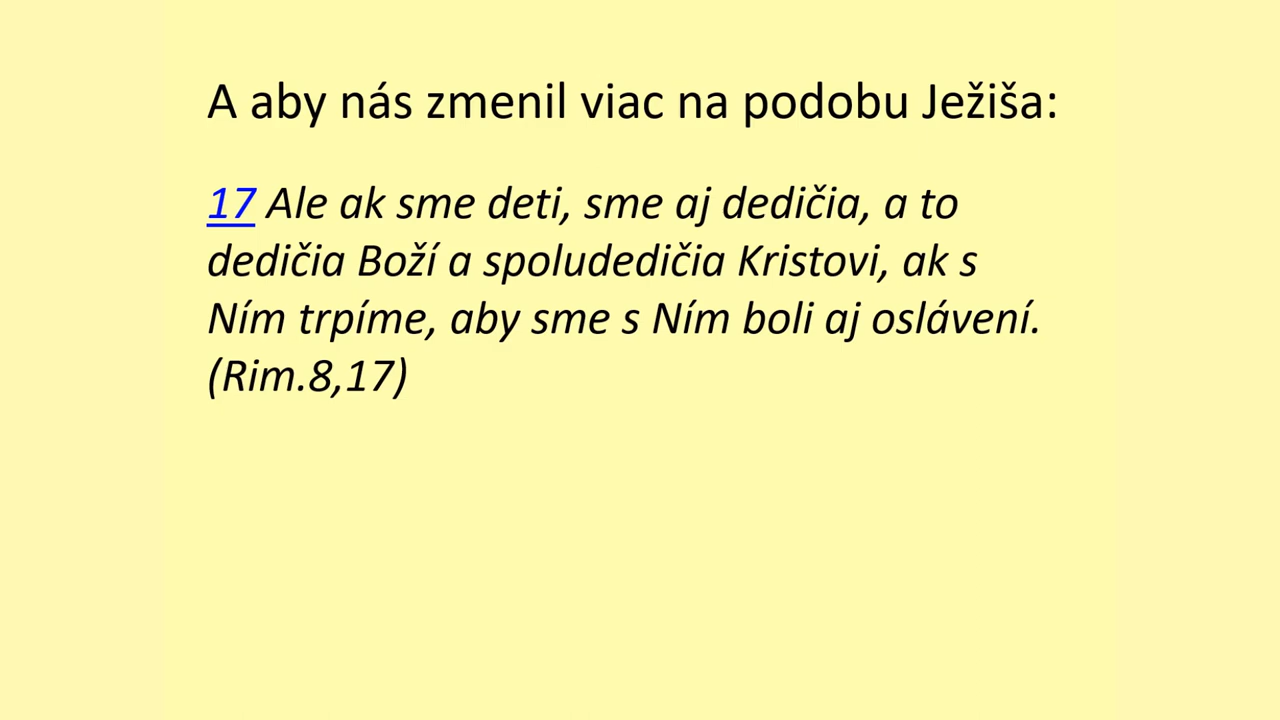 A aby nás zmenil viac na podobu Ježiša:
17 Ale ak sme deti, sme aj dedičia, a to
dedičia Boží a spoludedičia Kristovi, ak s
Ním trpíme, aby sme s Ním boli aj oslávení.
(Rim.8,17)